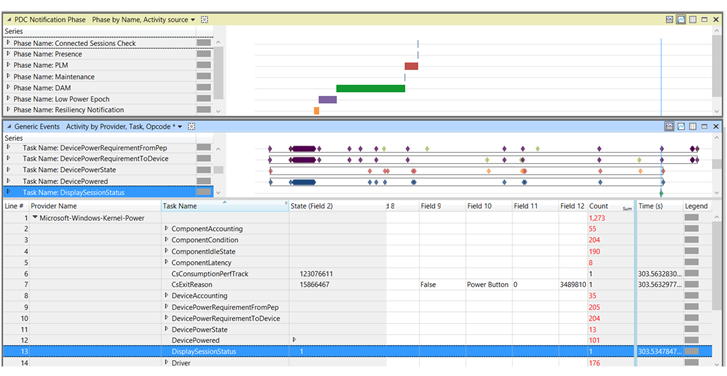 PDC Notification Phase Phase by Name, Activity source
Series
Phase Name: Connected Sessions Check
Phase Name: Presence
Phase Name: PLM
Phase Name: Maintenance
Phase Name: DAM
Phase Name: Low Power Epoch
Phase Name: Resiliency Notification
Generic Events Activity by Provider, Task, Opcode *
Series
Task Name: DevicePowerRequirementFromPep
Task Name: DevicePowerRequirementToDevice
Task Name: DevicePowerState
Task Name: DevicePowered
Task Name: DisplaySessionStatus
Line # Provider Name Task Name State (Field 2) d 8 Field 9 Field 10 Field 11 Field 12 Count Sum Time (s) Legend
1 Microsoft-Windows-Kernel-Power 1,273
2 ComponentAccounting 55
3 ComponentCondition 204
4 ComponentIdleState 190
5 ComponentLatency 8
6 CsConsumptionPerfTrack 123076611 1 303.5632830...
7 CsExitReason 15866467 False Power Button 0 3489810 1 303.5632977...
8 DeviceAccounting 35
9 DevicePowerRequirementFromPep 205
10 DevicePowerRequirementToDevice 204
11 DevicePowerState 13
12 DevicePowered 101
13 DisplaySessionStatus 1 1 303.5347847...
14 Driver 176